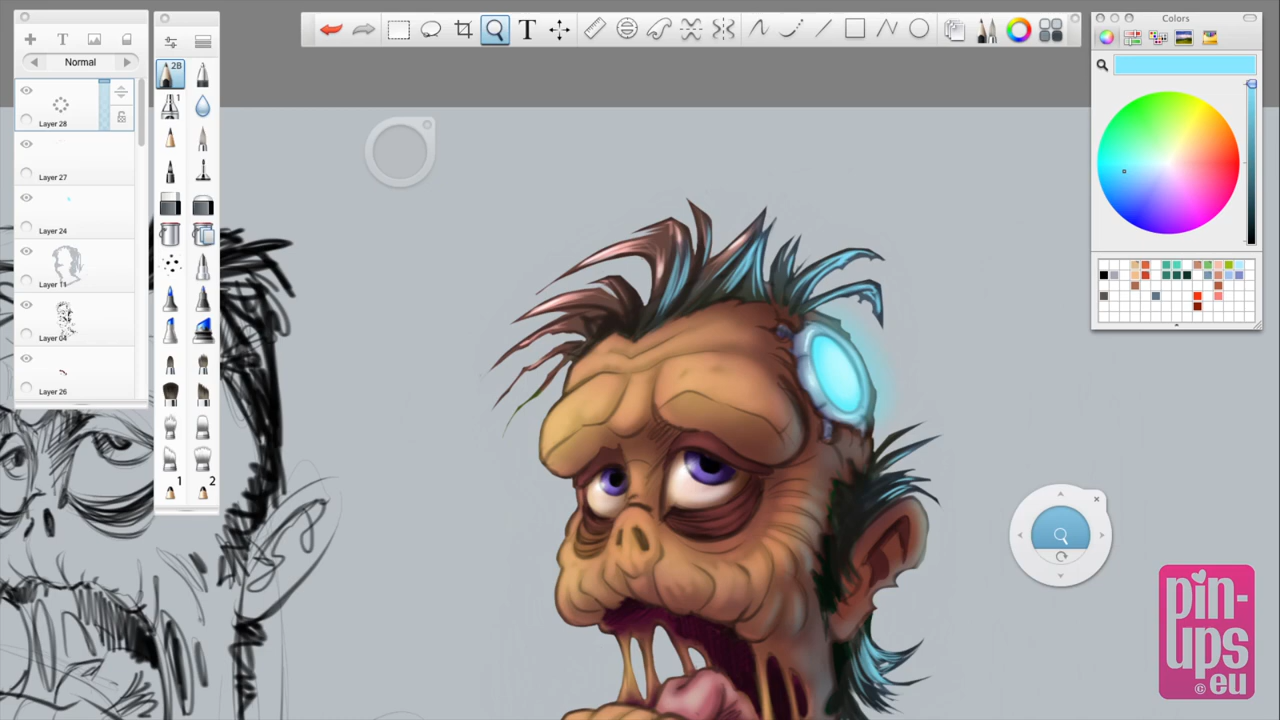 Normal
Layer 28
Layer 27
Layer 24
Layer 11
Layer 04
Layer 26
2B
1
1
2
T
T
Colors
pin-
ups
© eu